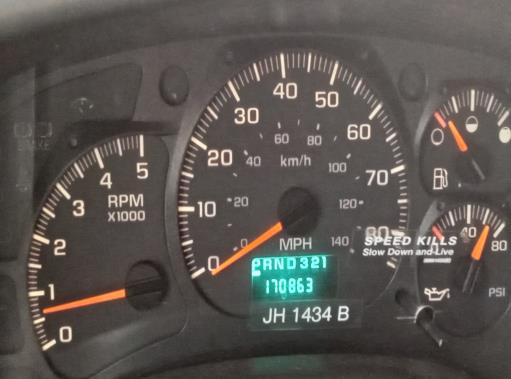 40
30 50
20 60
10 70
0 80
60 80
40 km/h 100
20 120
0 140
MPH
5
4
3
2
1
0
RPM
X1000
BRAKE
40
80
PSI
SPEED KILLS
Slow Down and Live
PRND321
170863
JH 1434 B